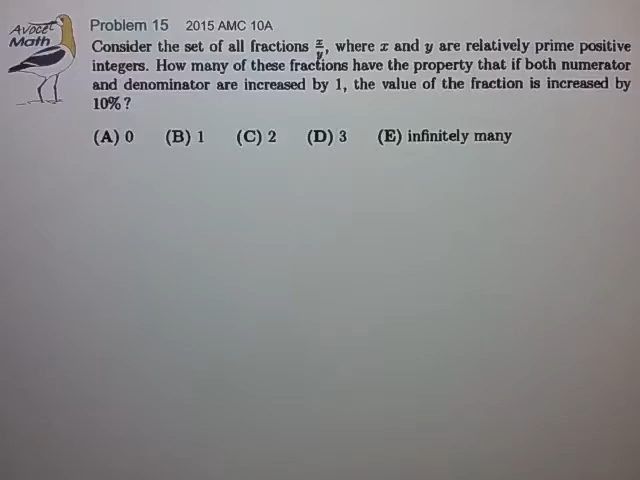 Avocet
Math
Problem 15 2015 AMC 10A
Consider the set of all fractions x/y, where x and y are relatively prime positive
integers. How many of these fractions have the property that if both numerator
and denominator are increased by 1, the value of the fraction is increased by
10%?
(A) 0 (B) 1 (C) 2 (D) 3 (E) infinitely many